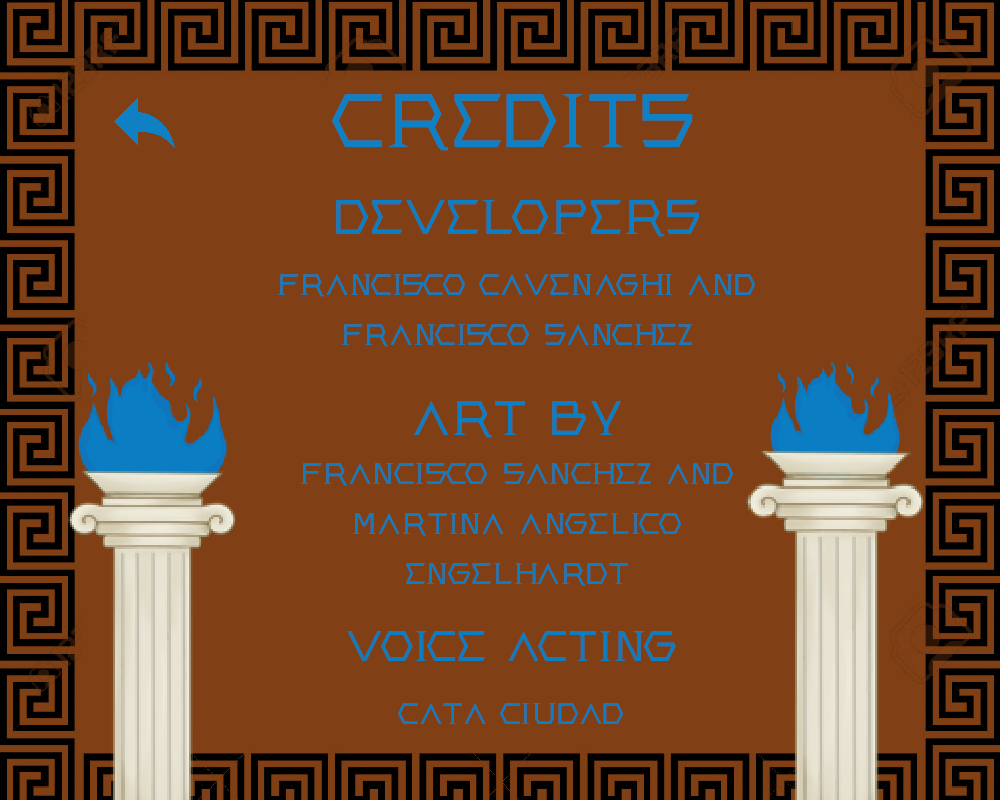 CREDITS
DEVELOPERS
FRANCISCO CAVENAGHI AND
FRANCISCO SANCHEZ
ART BY
FRANCISCO SANCHEZ AND
MARTINA ANGELICO
ENGELHARDT
VOICE ACTING
CATA CIUDAD